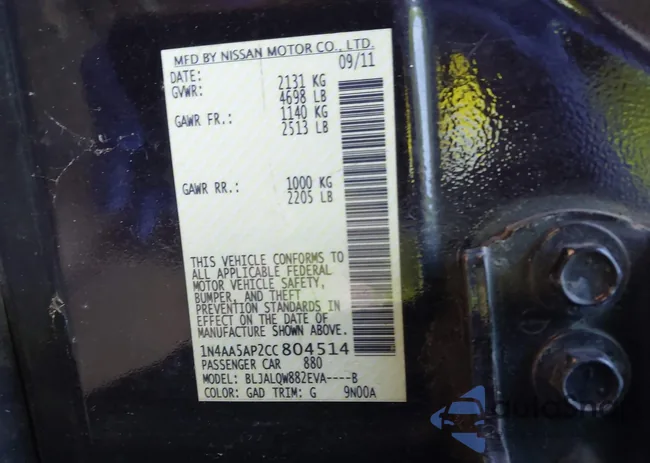 MFD BY NISSAN MOTOR CO., LTD.
DATE: 09/11
GVWR: 2131 KG
4698 LB
GAWR FR.: 1140 KG
2513 LB
GAWR RR.: 1000 KG
2205 LB
THIS VEHICLE CONFORMS TO
ALL APPLICABLE FEDERAL
MOTOR VEHICLE SAFETY,
BUMPER, AND THEFT
PREVENTION STANDARDS IN
EFFECT ON THE DATE OF
MANUFACTURE SHOWN ABOVE.
1N4AA5AP2CC804514
PASSENGER CAR 880
MODEL: BLJALQW882EVA----B
COLOR: GAD TRIM: G 9N00A